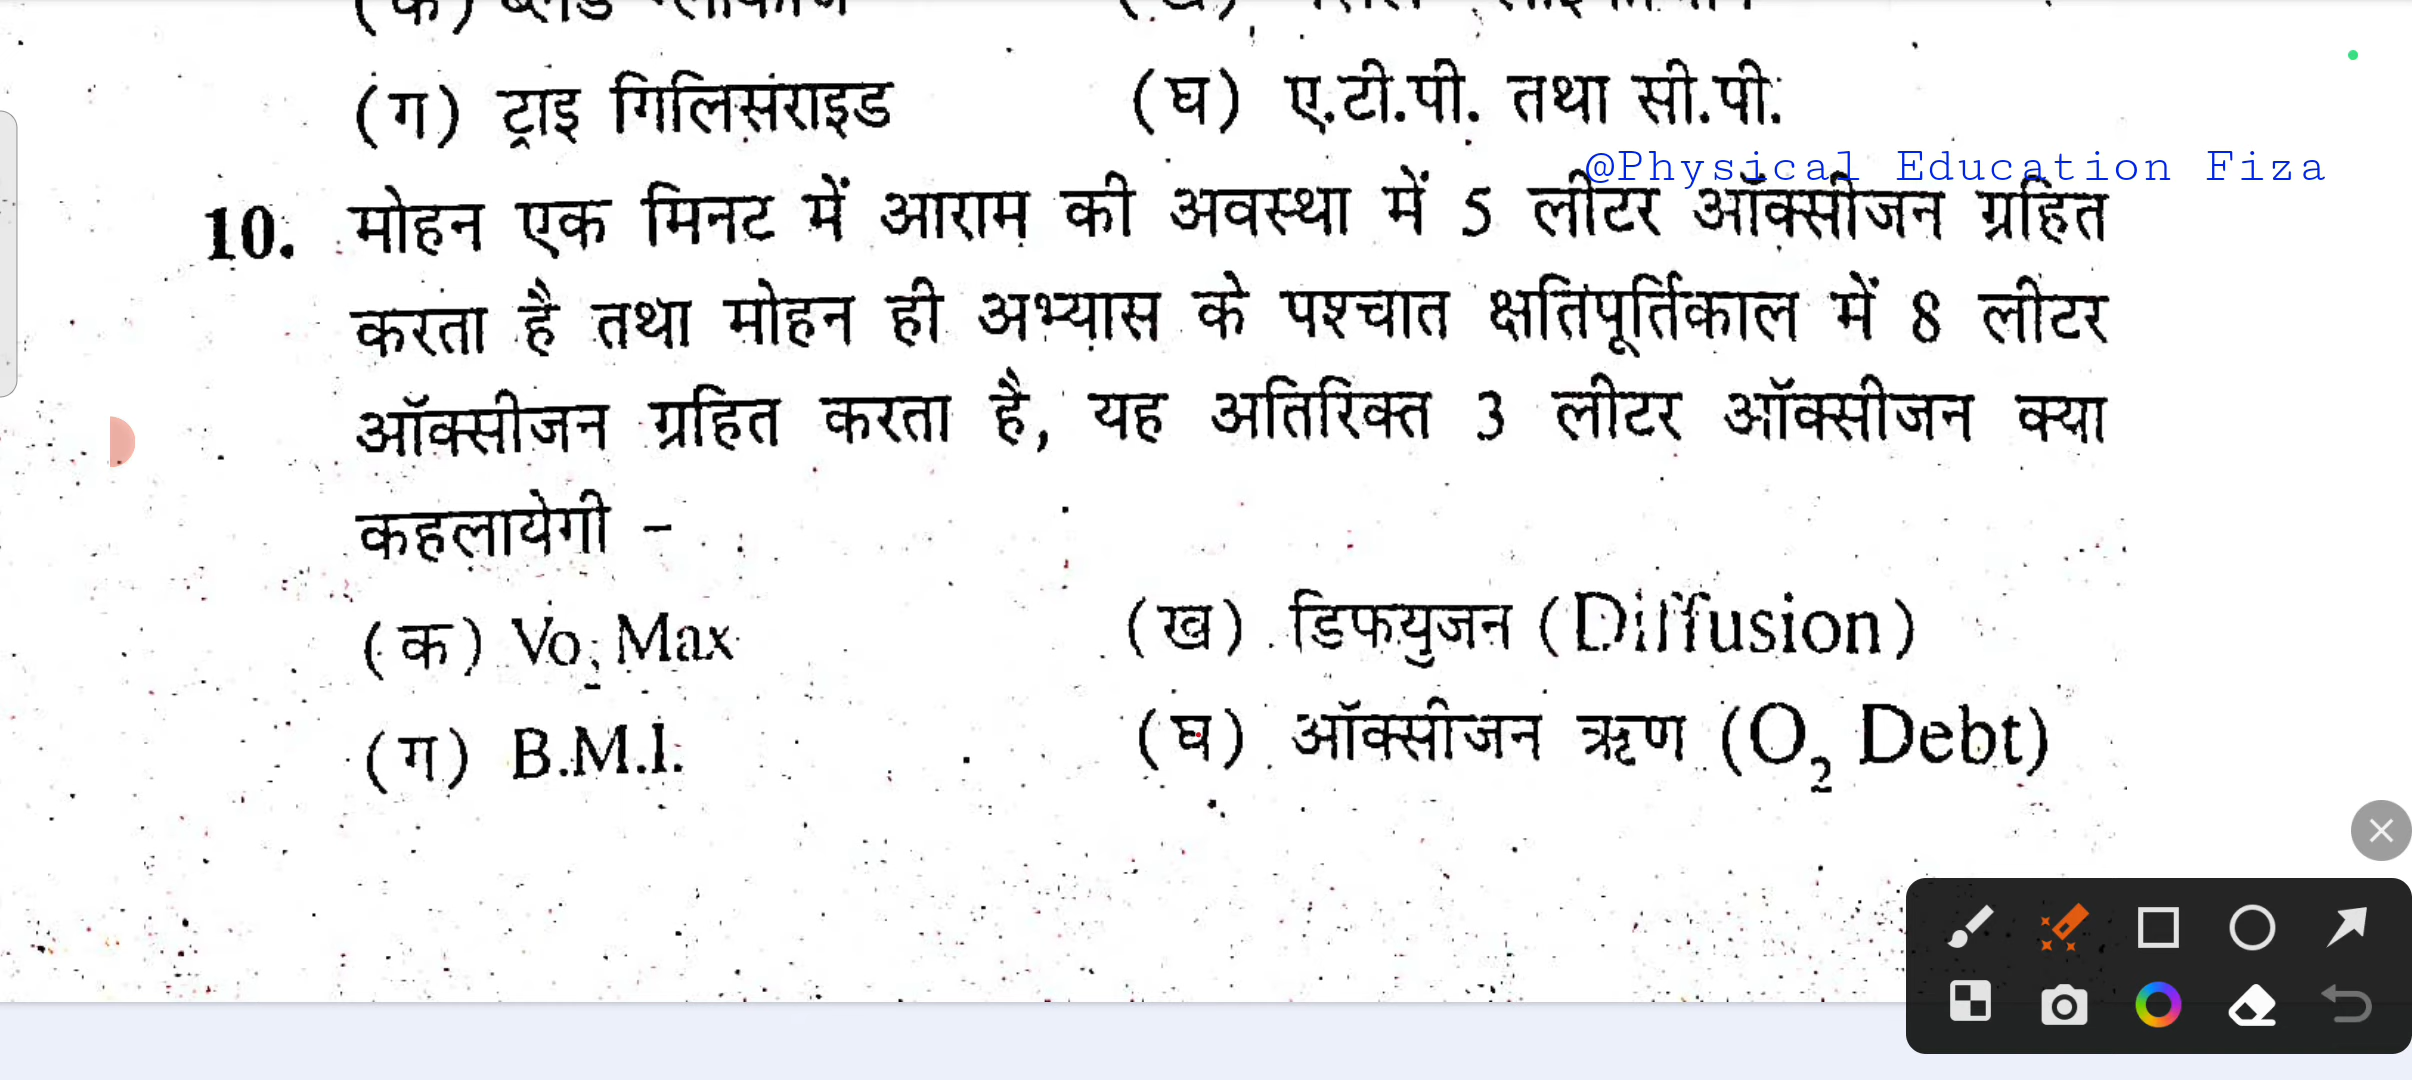 (ग) ट्राइ गिलिसराइड (घ) ए.टी.पी. तथा सी.पी.
@Physical Education Fiza
10. मोहन एक मिनट में आराम की अवस्था में 5 लीटर ऑक्सीजन ग्रहित
करता है तथा मोहन ही अभ्यास के पश्चात क्षतिपूर्तिकाल में 8 लीटर
ऑक्सीजन ग्रहित करता है, यह अतिरिक्त 3 लीटर ऑक्सीजन क्या
कहलायेगी –
(क) Vo₂ Max (ख) डिफयुजन (Diffusion)
(ग) B.M.I. (घ) ऑक्सीजन ऋण (O₂ Debt)